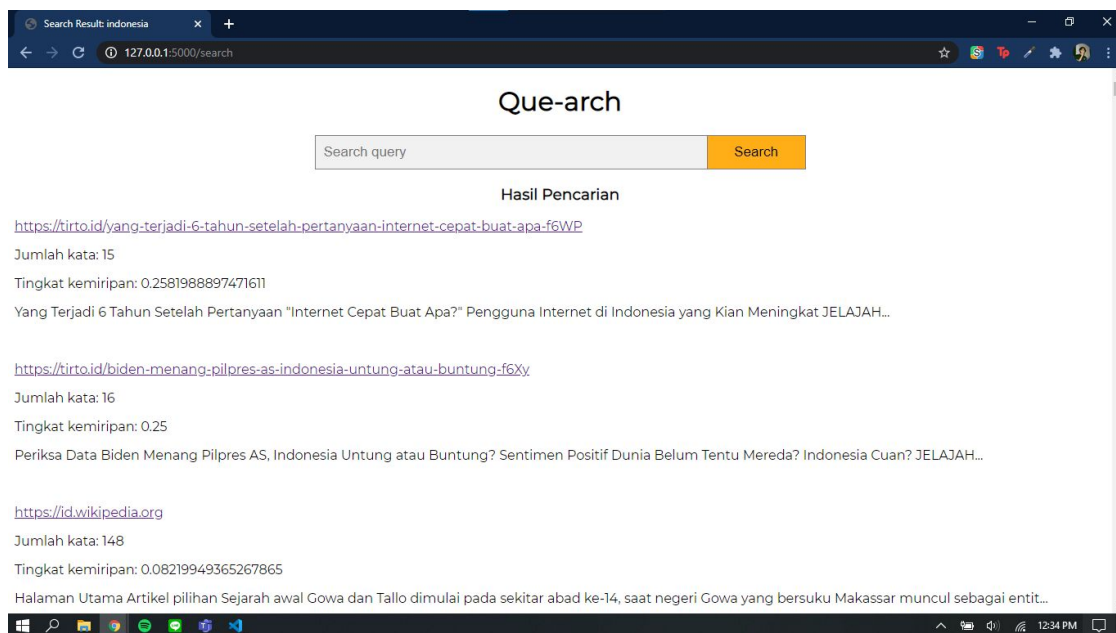 Search Result: indonesia
127.0.0.1:5000/search
Que-arch
Search query
Search
Hasil Pencarian
https://tirto.id/yang-terjadi-6-tahun-setelah-pertanyaan-internet-cepat-buat-apa-f6WP
Jumlah kata: 15
Tingkat kemiripan: 0.2581988897471611
Yang Terjadi 6 Tahun Setelah Pertanyaan "Internet Cepat Buat Apa?" Pengguna Internet di Indonesia yang Kian Meningkat JELAJAH...
https://tirto.id/biden-menang-pilpres-as-indonesia-untung-atau-buntung-f6Xy
Jumlah kata: 16
Tingkat kemiripan: 0.25
Periksa Data Biden Menang Pilpres AS, Indonesia Untung atau Buntung? Sentimen Positif Dunia Belum Tentu Mereda? Indonesia Cuan? JELAJAH...
https://id.wikipedia.org
Jumlah kata: 148
Tingkat kemiripan: 0.08219949365267865
Halaman Utama Artikel pilihan Sejarah awal Gowa dan Tallo dimulai pada sekitar abad ke-14, saat negeri Gowa yang bersuku Makassar muncul sebagai entit...
12:34 PM